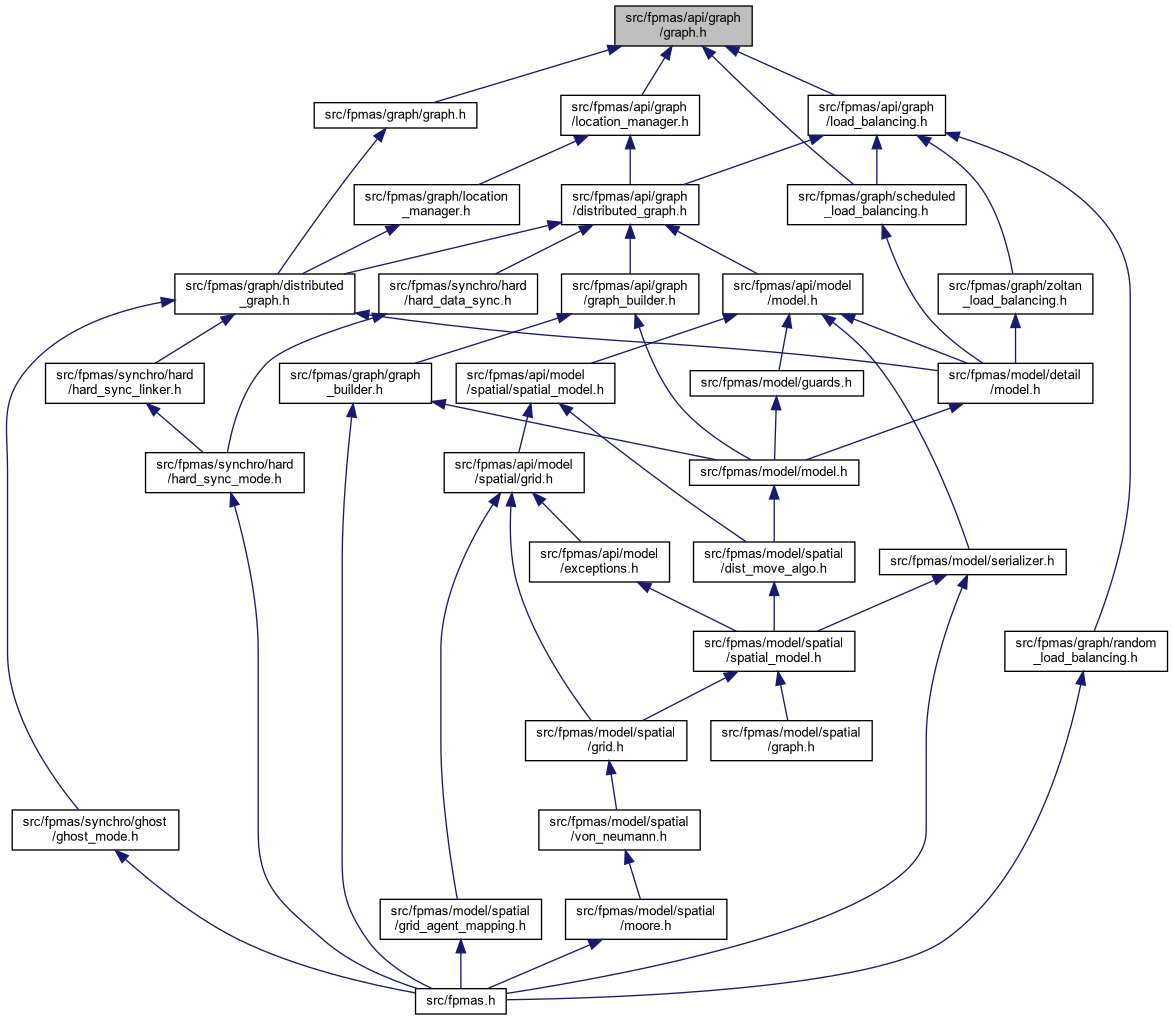 src/fpmas/api/graph
/graph.h
src/fpmas/graph/graph.h
src/fpmas/api/graph
/location_manager.h
src/fpmas/api/graph
/load_balancing.h
src/fpmas/graph/location
_manager.h
src/fpmas/api/graph
/distributed_graph.h
src/fpmas/graph/scheduled
_load_balancing.h
src/fpmas/graph/distributed
_graph.h
src/fpmas/synchro/hard
/hard_data_sync.h
src/fpmas/api/graph
/graph_builder.h
src/fpmas/api/model
/model.h
src/fpmas/graph/zoltan
_load_balancing.h
src/fpmas/synchro/hard
/hard_sync_linker.h
src/fpmas/graph/graph
_builder.h
src/fpmas/api/model
/spatial/spatial_model.h
src/fpmas/model/guards.h
src/fpmas/model/detail
/model.h
src/fpmas/synchro/hard
/hard_sync_mode.h
src/fpmas/api/model
/spatial/grid.h
src/fpmas/model/model.h
src/fpmas/api/model
/exceptions.h
src/fpmas/model/spatial
/dist_move_algo.h
src/fpmas/model/serializer.h
src/fpmas/model/spatial
/spatial_model.h
src/fpmas/graph/random
_load_balancing.h
src/fpmas/model/spatial
/grid.h
src/fpmas/model/spatial
/graph.h
src/fpmas/synchro/ghost
/ghost_mode.h
src/fpmas/model/spatial
/von_neumann.h
src/fpmas/model/spatial
/grid_agent_mapping.h
src/fpmas/model/spatial
/moore.h
src/fpmas.h